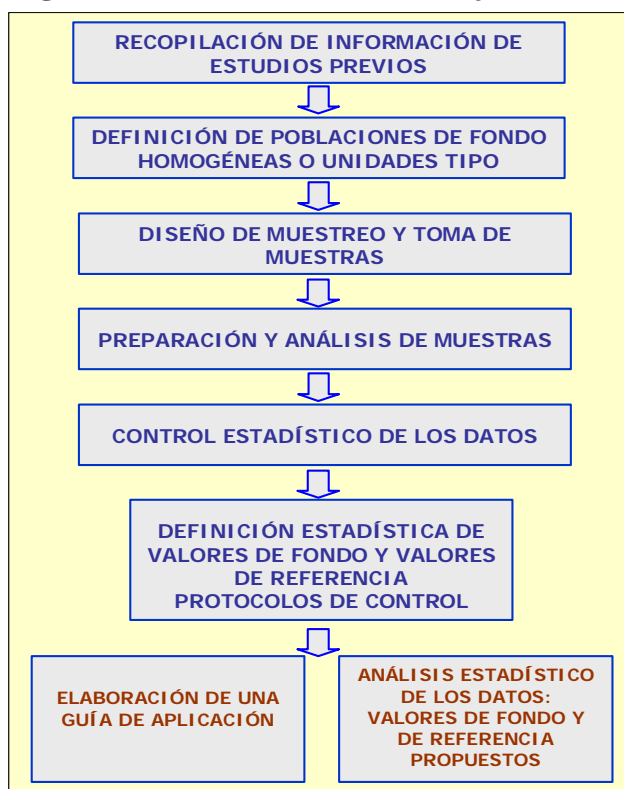 RECOPILACIÓN DE INFORMACIÓN DE
ESTUDIOS PREVIOS
DEFINICIÓN DE POBLACIONES DE FONDO
HOMOGÉNEAS O UNIDADES TIPO
DISEÑO DE MUESTREO Y TOMA DE
MUESTRAS
PREPARACIÓN Y ANÁLISIS DE MUESTRAS
CONTROL ESTADÍSTICO DE LOS DATOS
DEFINICIÓN ESTADÍSTICA DE
VALORES DE FONDO Y VALORES
DE REFERENCIA
PROTOCOLOS DE CONTROL
ELABORACIÓN DE UNA
GUÍA DE APLICACIÓN
ANÁLISIS ESTADÍSTICO
DE LOS DATOS:
VALORES DE FONDO Y
DE REFERENCIA
PROPUESTOS